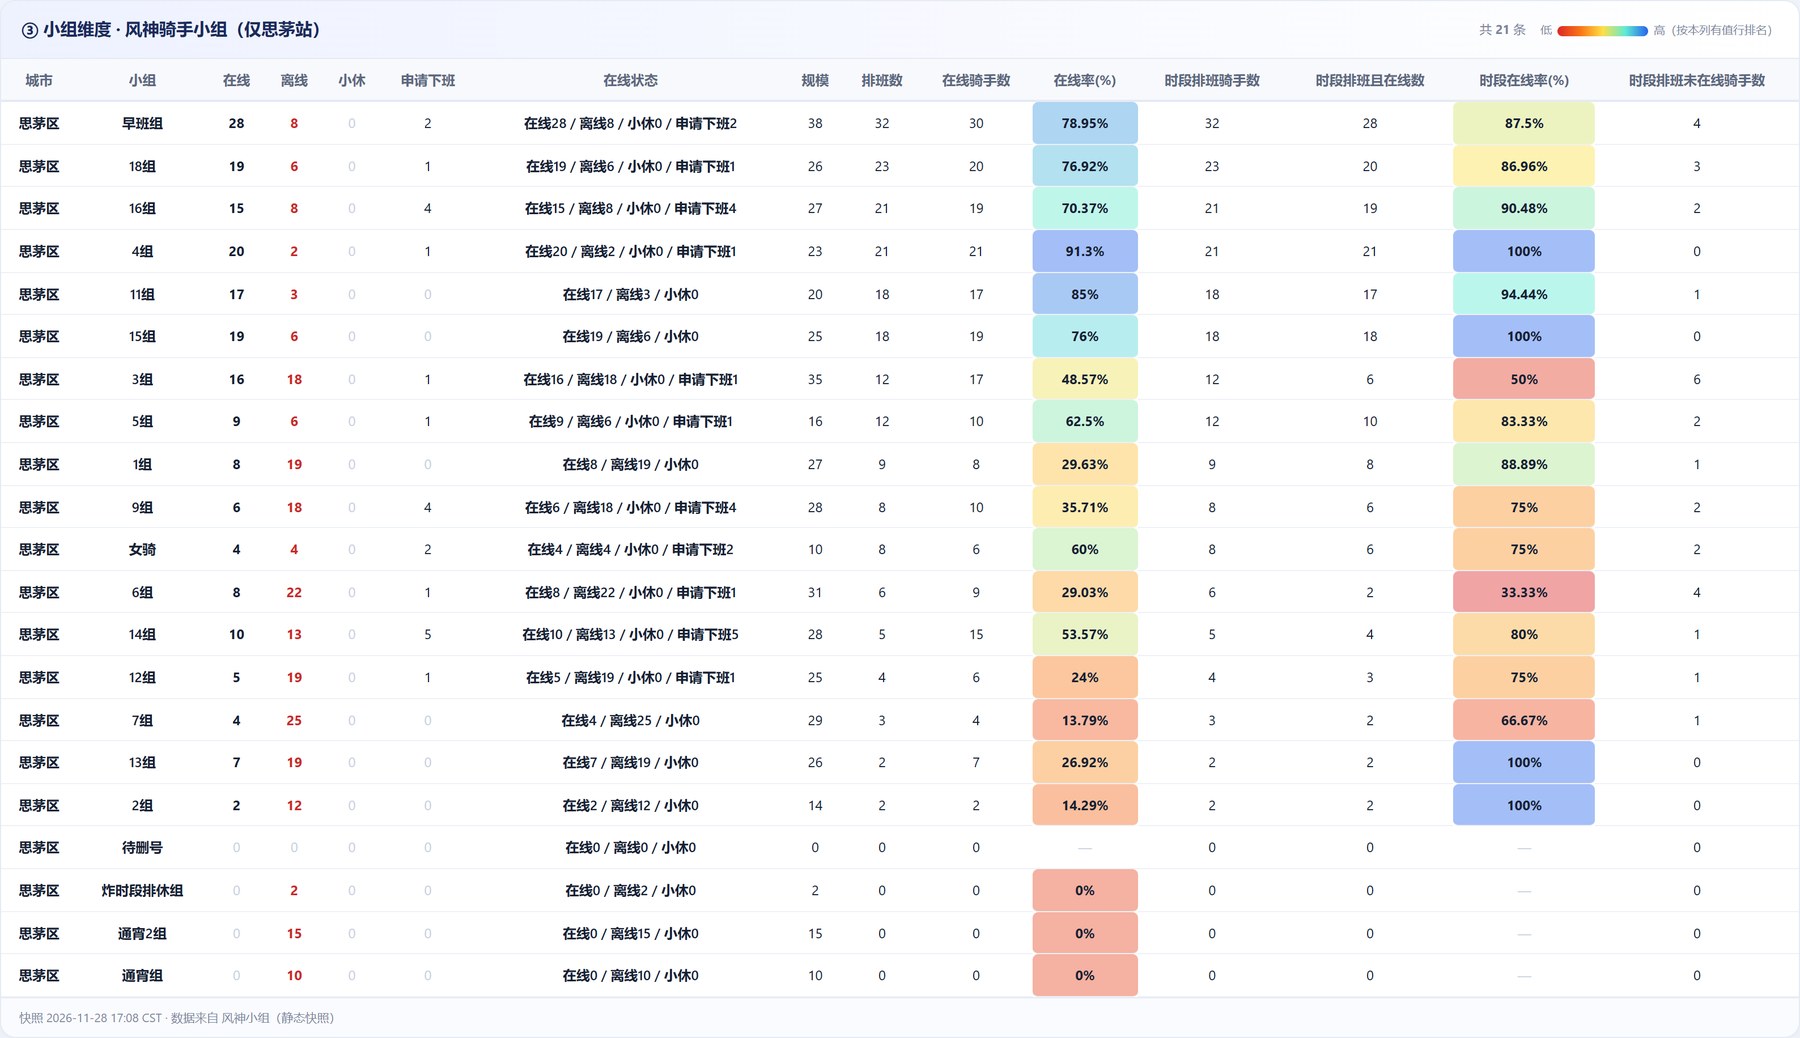 ③ 小组维度 · 风神骑手小组（仅思茅站）
共 21 条 低 高 (按本列有值行排名)
城市 小组 在线 离线 小休 申请下班 在线状态 规模 排班数 在线骑手数 在线率(%) 时段排班骑手数 时段排班且在线数 时段在线率(%) 时段排班未在线骑手数
思茅区 早班组 28 8 0 2 在线28 / 离线8 / 小休0 / 申请下班2 38 32 30 78.95% 32 28 87.5% 4
思茅区 18组 19 6 0 1 在线19 / 离线6 / 小休0 / 申请下班1 26 23 20 76.92% 23 20 86.96% 3
思茅区 16组 15 8 0 4 在线15 / 离线8 / 小休0 / 申请下班4 27 21 19 70.37% 21 19 90.48% 2
思茅区 4组 20 2 0 1 在线20 / 离线2 / 小休0 / 申请下班1 23 21 21 91.3% 21 21 100% 0
思茅区 11组 17 3 0 0 在线17 / 离线3 / 小休0 20 18 17 85% 18 17 94.44% 1
思茅区 15组 19 6 0 0 在线19 / 离线6 / 小休0 25 18 19 76% 18 18 100% 0
思茅区 3组 16 18 0 1 在线16 / 离线18 / 小休0 / 申请下班1 35 12 17 48.57% 12 6 50% 6
思茅区 5组 9 6 0 1 在线9 / 离线6 / 小休0 / 申请下班1 16 12 10 62.5% 12 10 83.33% 2
思茅区 1组 8 19 0 0 在线8 / 离线19 / 小休0 27 9 8 29.63% 9 8 88.89% 1
思茅区 9组 6 18 0 4 在线6 / 离线18 / 小休0 / 申请下班4 28 8 10 35.71% 8 6 75% 2
思茅区 女骑 4 4 0 2 在线4 / 离线4 / 小休0 / 申请下班2 10 8 6 60% 8 6 75% 2
思茅区 6组 8 22 0 1 在线8 / 离线22 / 小休0 / 申请下班1 31 6 9 29.03% 6 2 33.33% 4
思茅区 14组 10 13 0 5 在线10 / 离线13 / 小休0 / 申请下班5 28 5 15 53.57% 5 4 80% 1
思茅区 12组 5 19 0 1 在线5 / 离线19 / 小休0 / 申请下班1 25 4 6 24% 4 3 75% 1
思茅区 7组 4 25 0 0 在线4 / 离线25 / 小休0 29 3 4 13.79% 3 2 66.67% 1
思茅区 13组 7 19 0 0 在线7 / 离线19 / 小休0 26 2 7 26.92% 2 2 100% 0
思茅区 2组 2 12 0 0 在线2 / 离线12 / 小休0 14 2 2 14.29% 2 2 100% 0
思茅区 待删号 0 0 0 0 在线0 / 离线0 / 小休0 0 0 0 — 0 0 — 0
思茅区 炸时段排休组 0 2 0 0 在线0 / 离线2 / 小休0 2 0 0 0% 0 0 — 0
思茅区 通宵2组 0 15 0 0 在线0 / 离线15 / 小休0 15 0 0 0% 0 0 — 0
思茅区 通宵组 0 10 0 0 在线0 / 离线10 / 小休0 10 0 0 0% 0 0 — 0
快照 2026-11-28 17:08 CST · 数据来自 风神小组（静态快照）